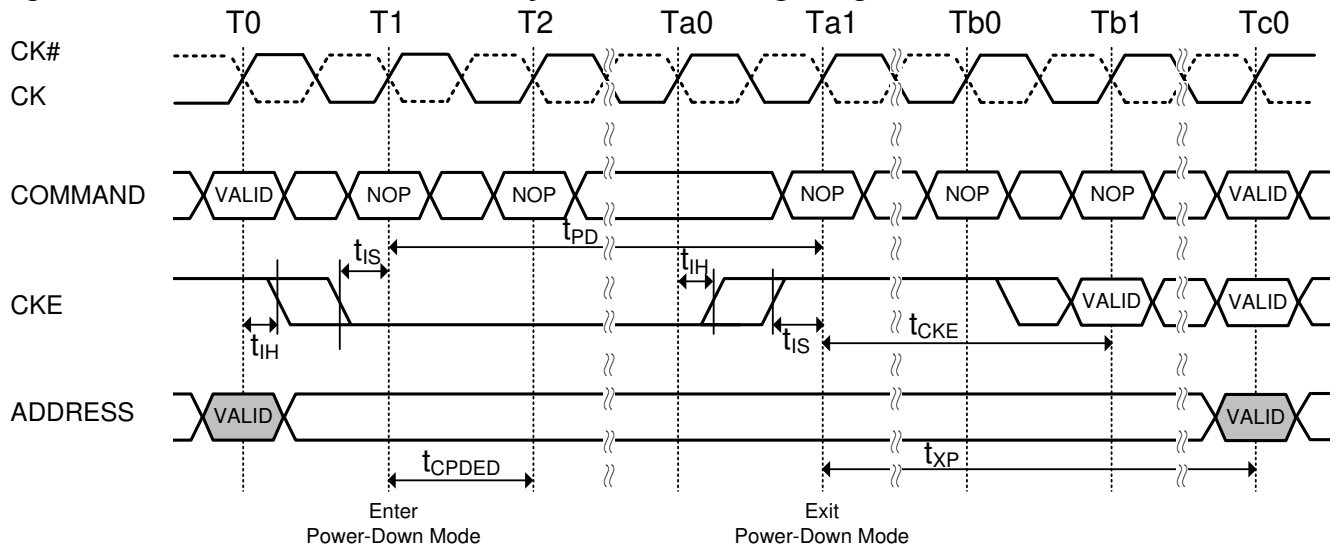 T0 T1 T2 Ta0 Ta1 Tb0 Tb1 Tc0
CK#
CK
COMMAND VALID NOP NOP NOP NOP NOP VALID
tPD
tIS tIH
CKE VALID VALID
tIH tIS tCKE
ADDRESS VALID VALID
tCPDED tXP
Enter
Power-Down Mode
Exit
Power-Down Mode